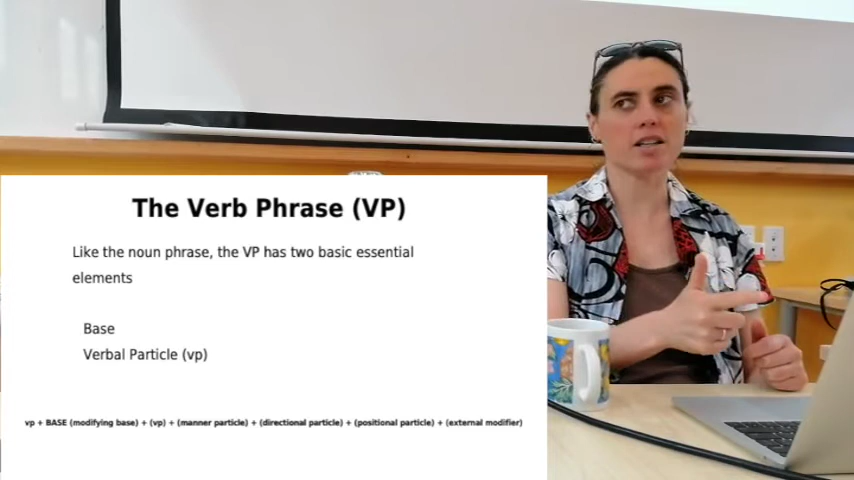 The Verb Phrase (VP)
Like the noun phrase, the VP has two basic essential
elements
Base
Verbal Particle (vp)
vp + BASE (modifying base) + (vp) + (manner particle) + (directional particle) + (positional particle) + (external modifier)